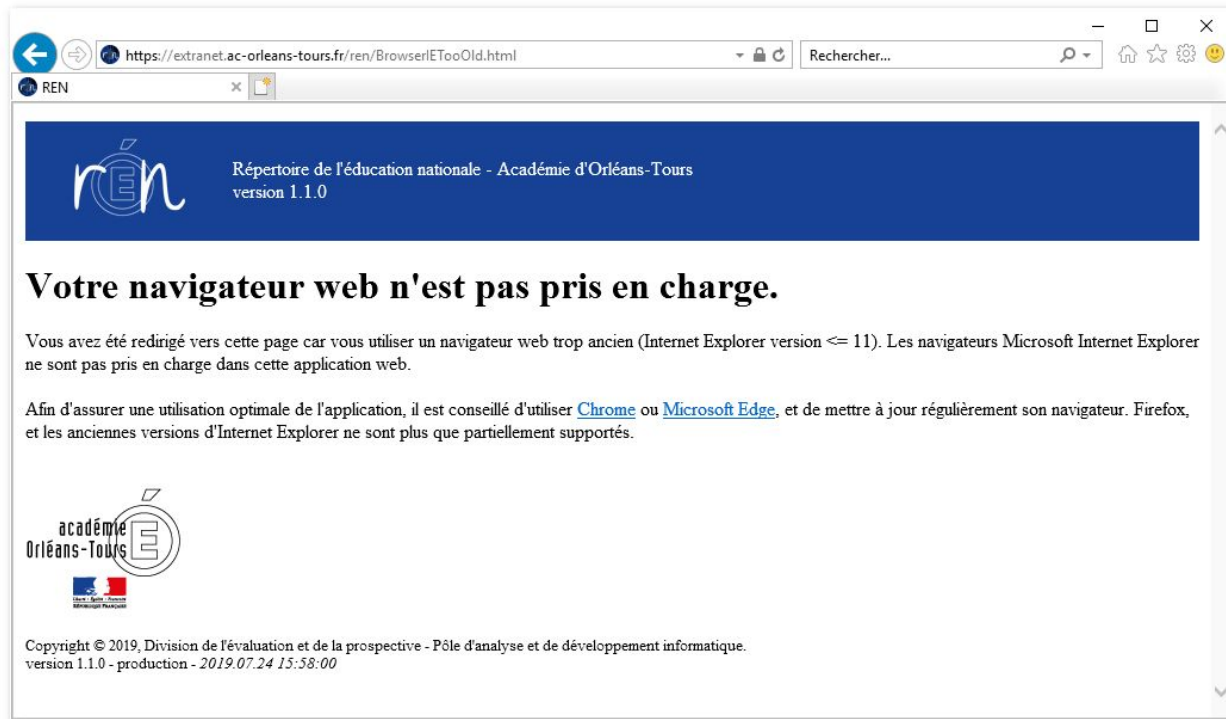 https://extranet.ac-orleans-tours.fr/ren/BrowserIETooOld.html
Rechercher...
REN
rÉn
Répertoire de l'éducation nationale - Académie d'Orléans-Tours
version 1.1.0
Votre navigateur web n'est pas pris en charge.
Vous avez été redirigé vers cette page car vous utiliser un navigateur web trop ancien (Internet Explorer version <= 11). Les navigateurs Microsoft Internet Explorer
ne sont pas pris en charge dans cette application web.
Afin d'assurer une utilisation optimale de l'application, il est conseillé d'utiliser Chrome ou Microsoft Edge, et de mettre à jour régulièrement son navigateur. Firefox,
et les anciennes versions d'Internet Explorer ne sont plus que partiellement supportés.
académie
Orléans-Tours
É
Liberté • Égalité • Fraternité
RÉPUBLIQUE FRANÇAISE
Copyright © 2019, Division de l'évaluation et de la prospective - Pôle d'analyse et de développement informatique.
version 1.1.0 - production - 2019.07.24 15:58:00